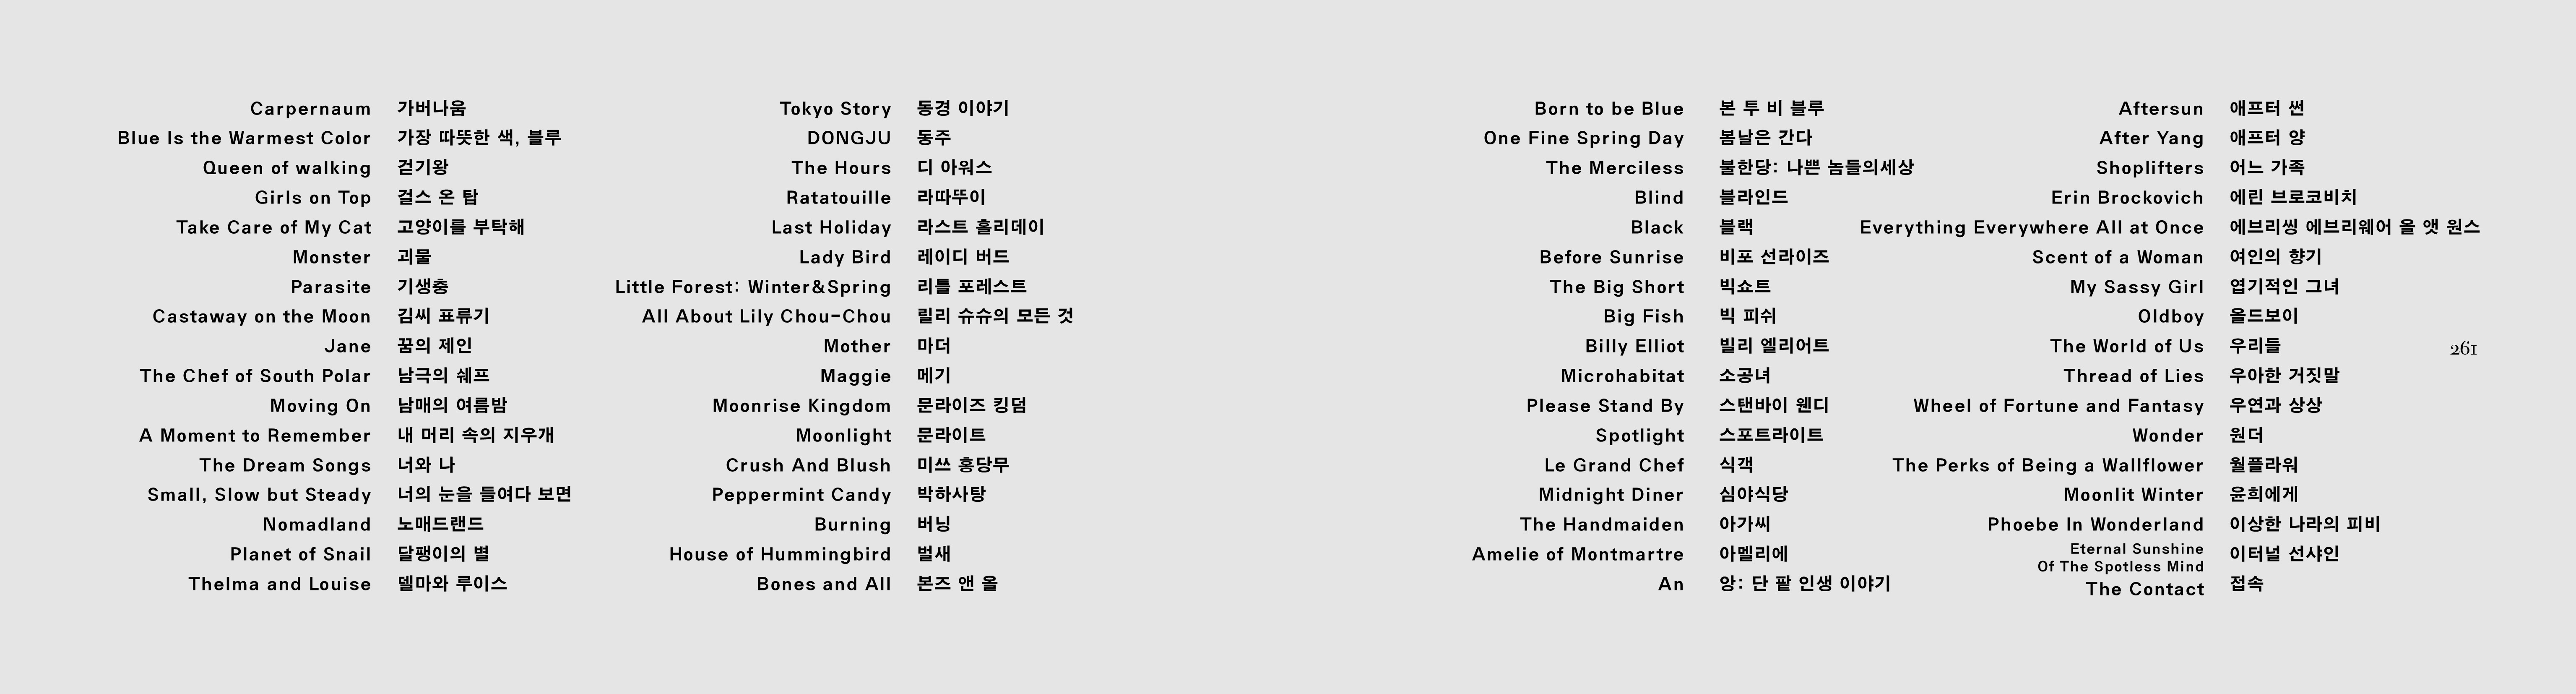 Carpernaum 가버나움
Blue Is the Warmest Color 가장 따뜻한 색, 블루
Queen of walking 걷기왕
Girls on Top 걸스 온 탑
Take Care of My Cat 고양이를 부탁해
Monster 괴물
Parasite 기생충
Castaway on the Moon 김씨 표류기
Jane 꿈의 제인
The Chef of South Polar 남극의 쉐프
Moving On 남매의 여름밤
A Moment to Remember 내 머리 속의 지우개
The Dream Songs 너와 나
Small, Slow but Steady 너의 눈을 들여다 보면
Nomadland 노매드랜드
Planet of Snail 달팽이의 별
Thelma and Louise 델마와 루이스
Tokyo Story 동경 이야기
DONGJU 동주
The Hours 디 아워스
Ratatouille 라따뚜이
Last Holiday 라스트 홀리데이
Lady Bird 레이디 버드
Little Forest: Winter&Spring 리틀 포레스트
All About Lily Chou-Chou 릴리 슈슈의 모든 것
Mother 마더
Maggie 메기
Moonrise Kingdom 문라이즈 킹덤
Moonlight 문라이트
Crush And Blush 미쓰 홍당무
Peppermint Candy 박하사탕
Burning 버닝
House of Hummingbird 벌새
Bones and All 본즈 앤 올
Born to be Blue 본 투 비 블루
One Fine Spring Day 봄날은 간다
The Merciless 불한당: 나쁜 놈들의세상
Blind 블라인드
Black 블랙
Before Sunrise 비포 선라이즈
The Big Short 빅쇼트
Big Fish 빅 피쉬
Billy Elliot 빌리 엘리어트
Microhabitat 소공녀
Please Stand By 스탠바이 웬디
Spotlight 스포트라이트
Le Grand Chef 식객
Midnight Diner 심야식당
The Handmaiden 아가씨
Amelie of Montmartre 아멜리에
An 앙: 단 팥 인생 이야기
Aftersun 애프터 썬
After Yang 애프터 양
Shoplifters 어느 가족
Erin Brockovich 에린 브로코비치
Everything Everywhere All at Once 에브리씽 에브리웨어 올 앳 원스
Scent of a Woman 여인의 향기
My Sassy Girl 엽기적인 그녀
Oldboy 올드보이
The World of Us 우리들
Thread of Lies 우아한 거짓말
Wheel of Fortune and Fantasy 우연과 상상
Wonder 원더
The Perks of Being a Wallflower 월플라워
Moonlit Winter 윤희에게
Phoebe In Wonderland 이상한 나라의 피비
Eternal Sunshine
Of The Spotless Mind 이터널 선샤인
The Contact 접속
261